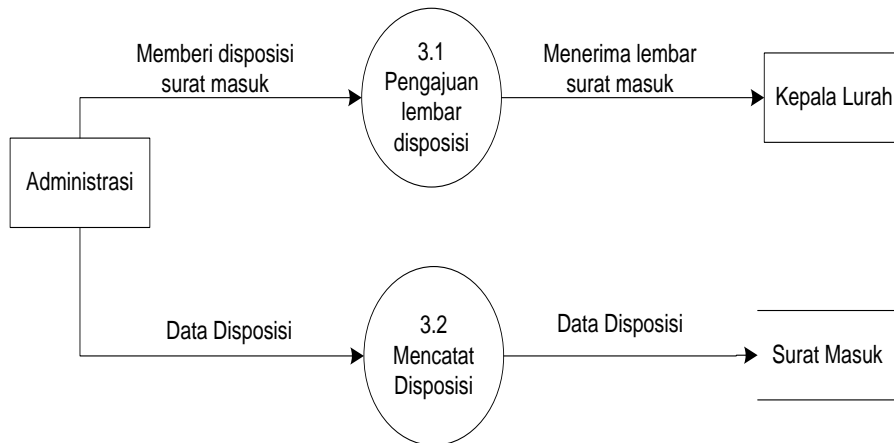 Memberi disposisi
surat masuk
3.1
Pengajuan
lembar
disposisi
Menerima lembar
surat masuk
Kepala Lurah
Administrasi
Data Disposisi
3.2
Mencatat
Disposisi
Data Disposisi
Surat Masuk